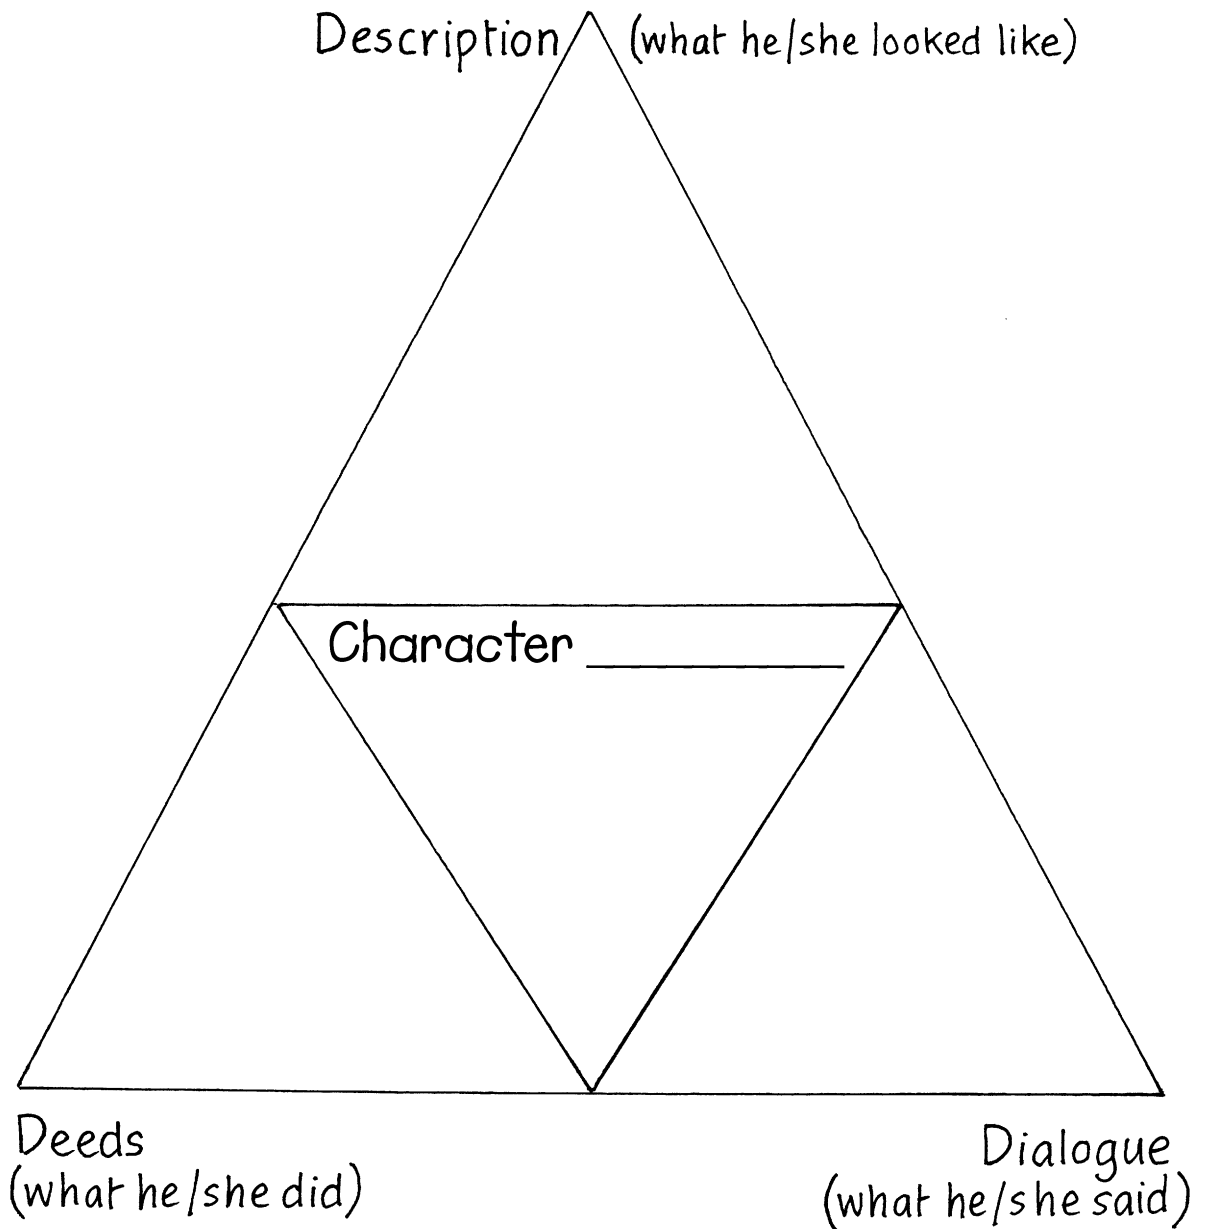 Description (what he/she looked like)
Character
Deeds
(what he/she did)
Dialogue
(what he/she said)